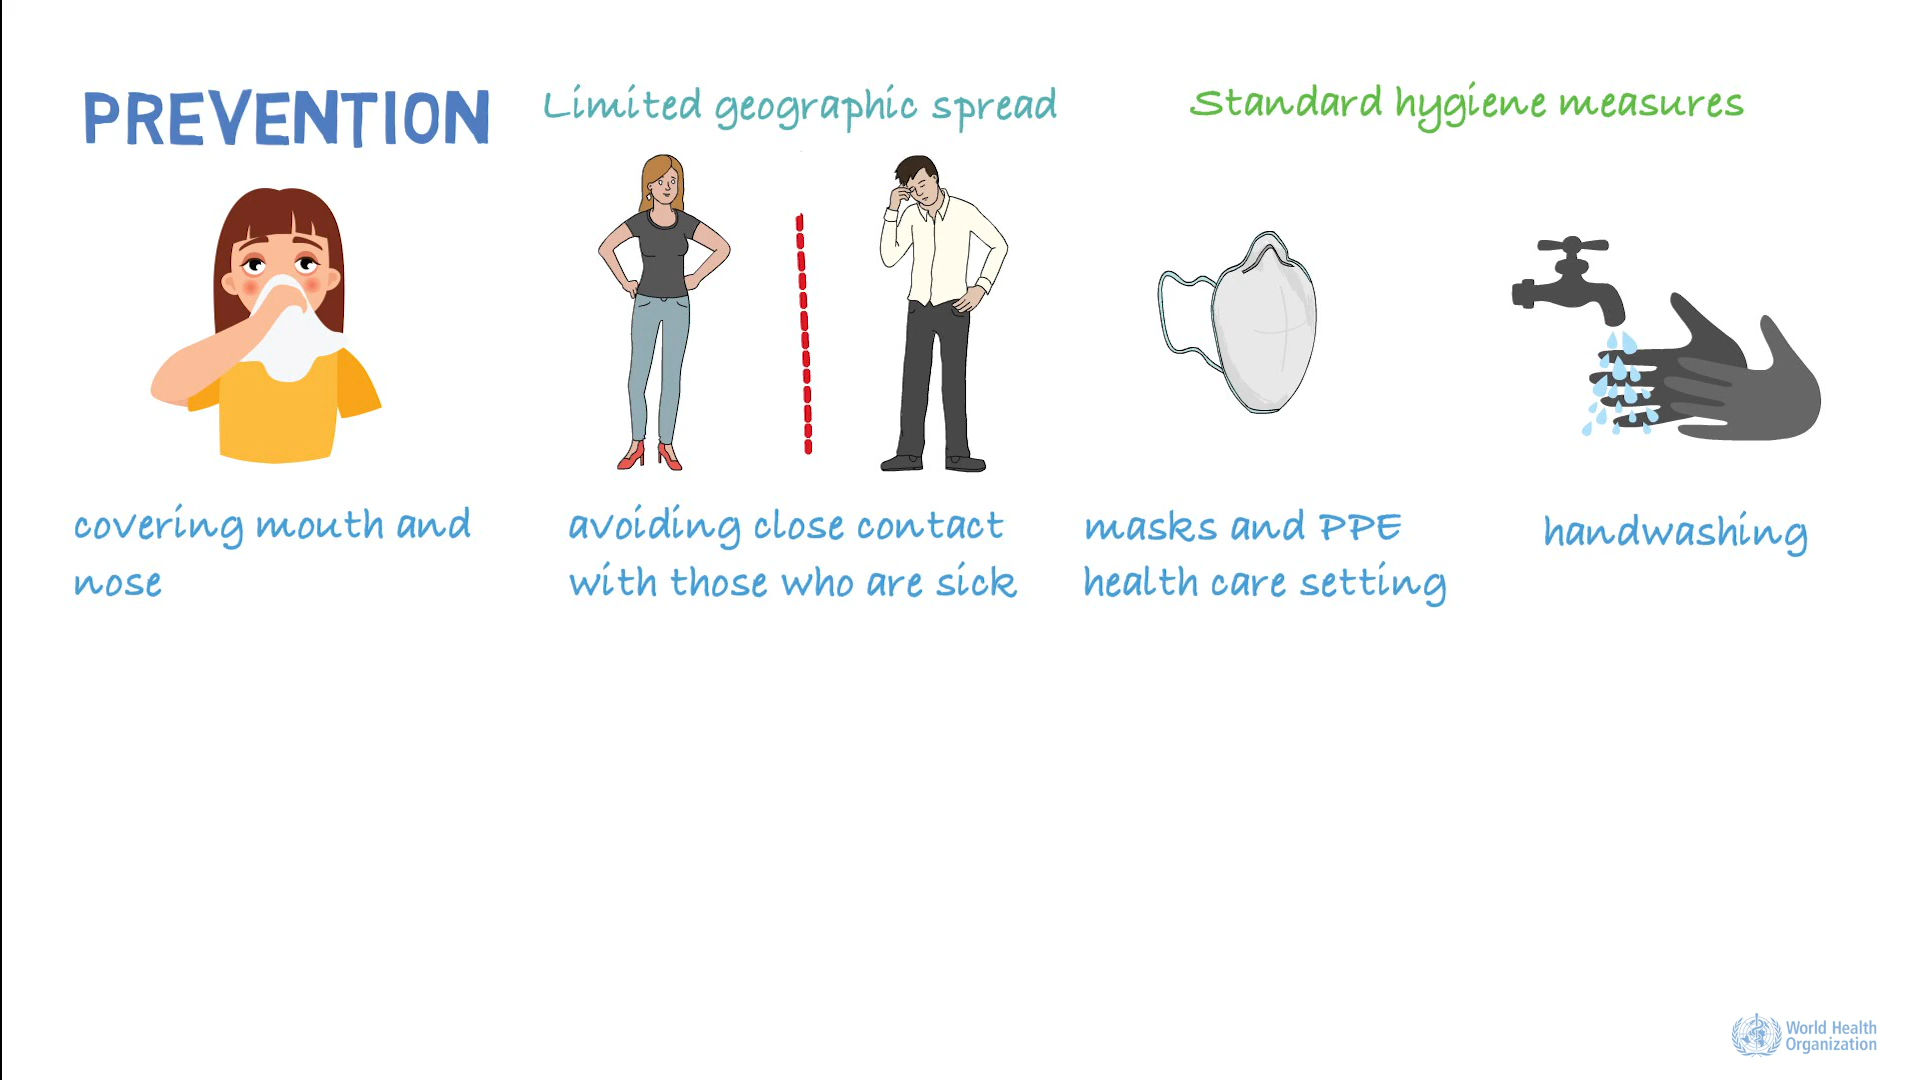 PREVENTION
Limited geographic spread
Standard hygiene measures
covering mouth and
nose
avoiding close contact
with those who are sick
masks and PPE
health care setting
handwashing
World Health
Organization